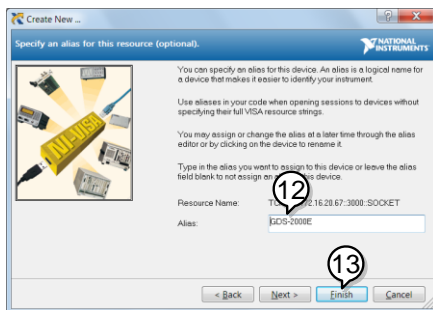 Create New ...
Specify an alias for this resource (optional).
NATIONAL
INSTRUMENTS
You can specify an alias for this device. An alias is a logical name for
a device that makes it easier to identify your instrument.
Use aliases in your code when opening sessions to devices without
specifying their full VISA resource strings.
You may assign or change the alias at a later time through the alias
editor or by clicking on the device to rename it.
Type in the alias you want to assign to this device or leave the alias
field blank to not assign an this device.
12
Resource Name: 2.16.20.67::3000::SOCKET
Alias: GDS-2000E
NI-VISA
13
< Back Next > Finish Cancel